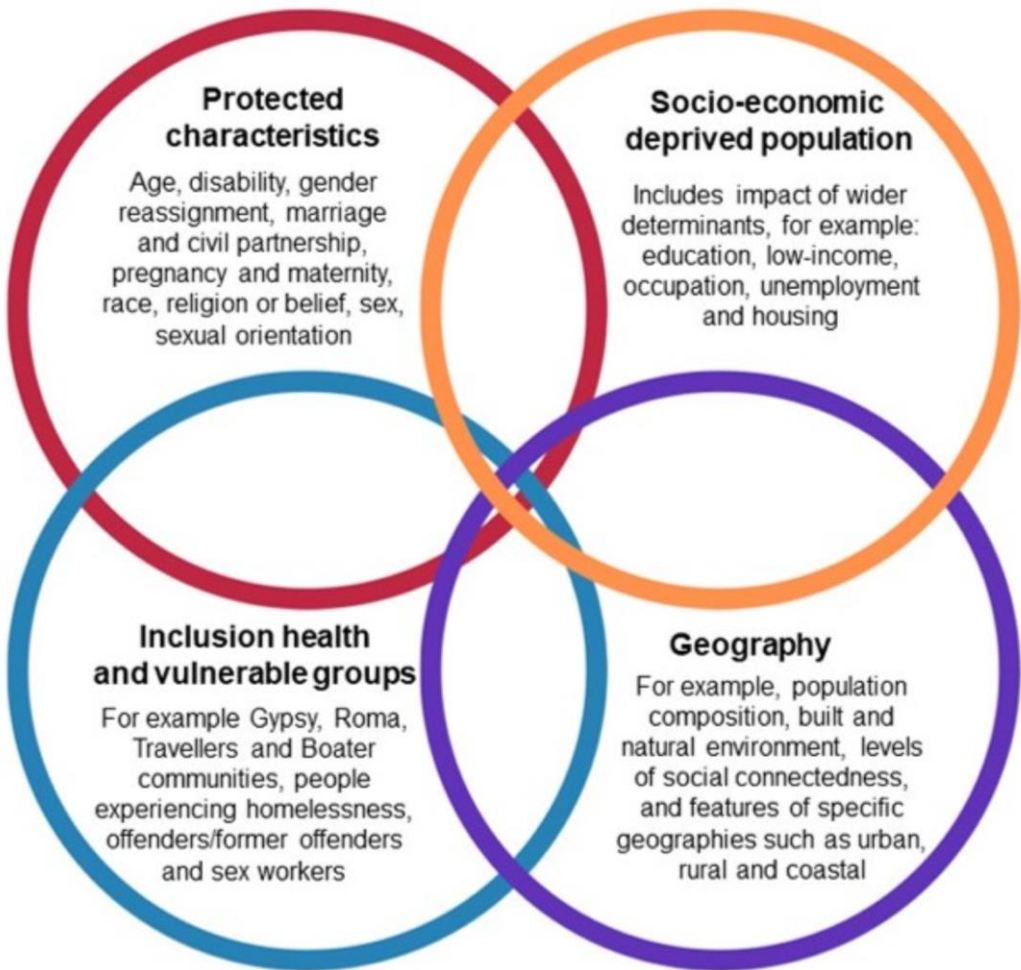 Protected
characteristics
Age, disability, gender
reassignment, marriage
and civil partnership,
pregnancy and maternity,
race, religion or belief, sex,
sexual orientation
Socio-economic
deprived population
Includes impact of wider
determinants, for example:
education, low-income,
occupation, unemployment
and housing
Inclusion health
and vulnerable groups
For example Gypsy, Roma,
Travellers and Boater
communities, people
experiencing homelessness,
offenders/former offenders
and sex workers
Geography
For example, population
composition, built and
natural environment, levels
of social connectedness,
and features of specific
geographies such as urban,
rural and coastal